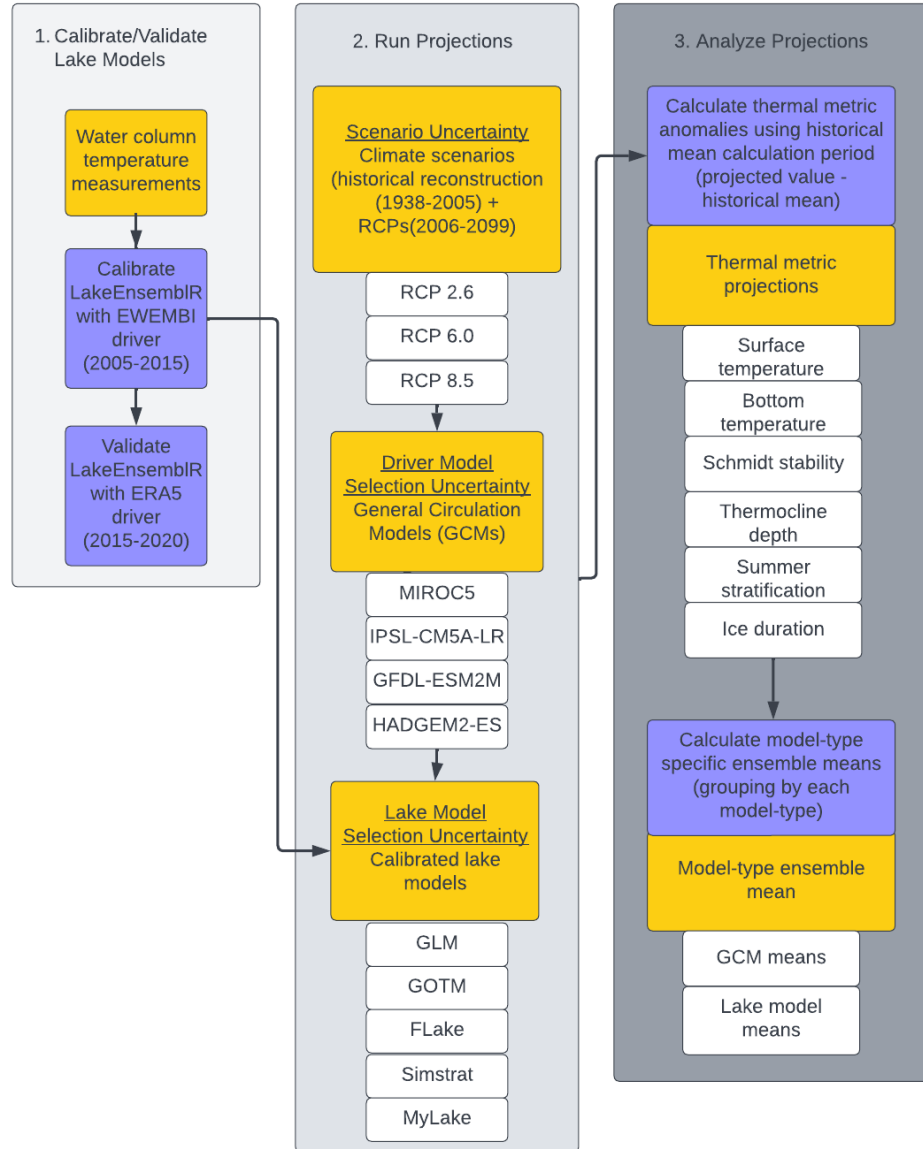 1. Calibrate/Validate
Lake Models
Water column
temperature
measurements
Calibrate
LakeEnsemblR
with EWEMBI
driver
(2005-2015)
Validate
LakeEnsemblR
with ERA5
driver
(2015-2020)
2. Run Projections
Scenario Uncertainty
Climate scenarios
(historical reconstruction
(1938-2005) +
RCPs(2006-2099)
RCP 2.6
RCP 6.0
RCP 8.5
Driver Model
Selection Uncertainty
General Circulation
Models (GCMs)
MIROC5
IPSL-CM5A-LR
GFDL-ESM2M
HADGEM2-ES
Lake Model
Selection Uncertainty
Calibrated lake
models
GLM
GOTM
FLake
Simstrat
MyLake
3. Analyze Projections
Calculate thermal metric
anomalies using historical
mean calculation period
(projected value -
historical mean)
Thermal metric
projections
Surface
temperature
Bottom
temperature
Schmidt stability
Thermocline
depth
Summer
stratification
Ice duration
Calculate model-type
specific ensemble means
(grouping by each
model-type)
Model-type ensemble
mean
GCM means
Lake model
means